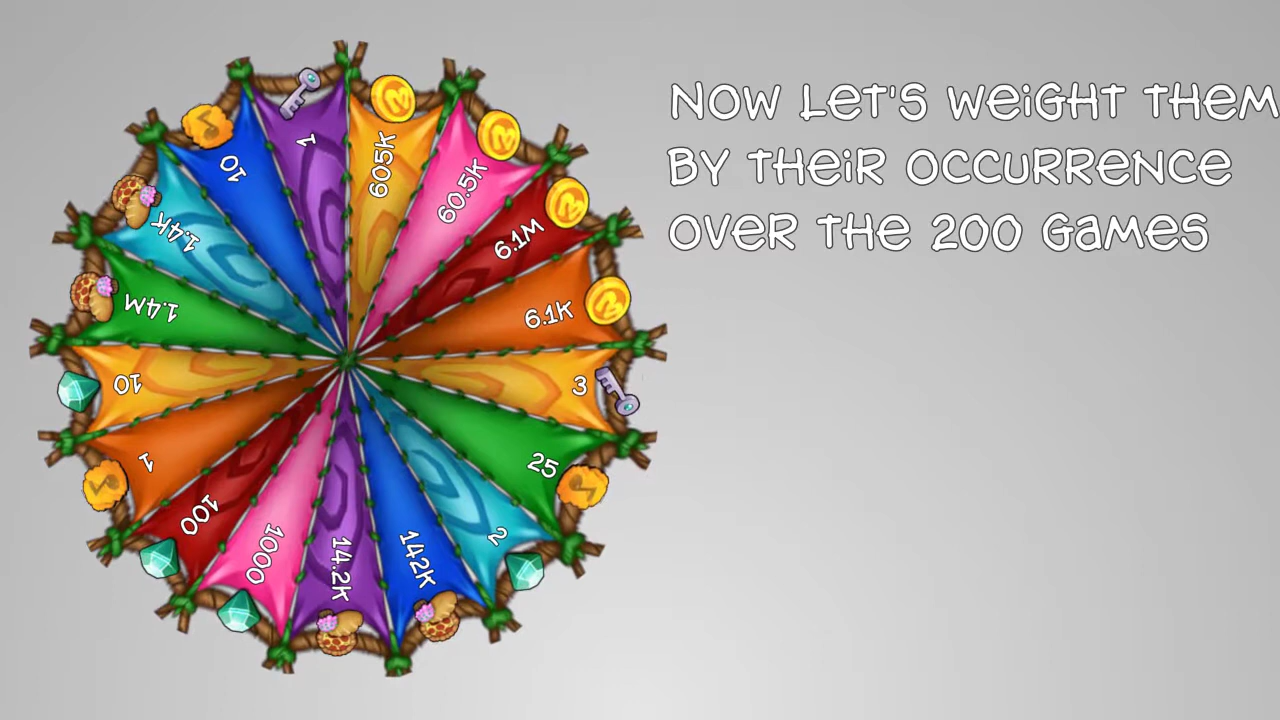 NOW LET'S WEIGHT THEM
BY THEIR OCCURRENCE
OVER THE 200 GAMES
605K
60.5K
6.1M
6.1K
3
25
2
142K
14.2K
1000
100
1
10
1.4M
1.4K
10
1